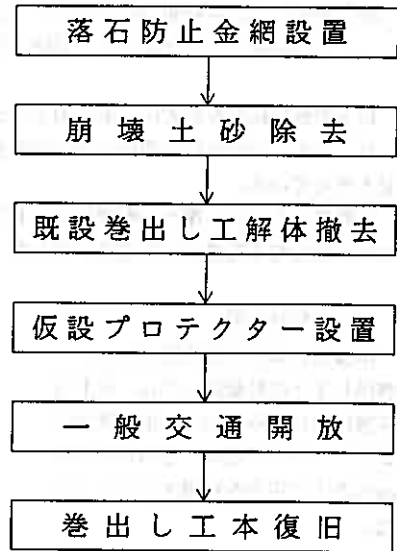 落石防止金網設置
崩壊土砂除去
既設巻出し工解体撤去
仮設プロテクター設置
一般交通開放
巻出し工本復旧